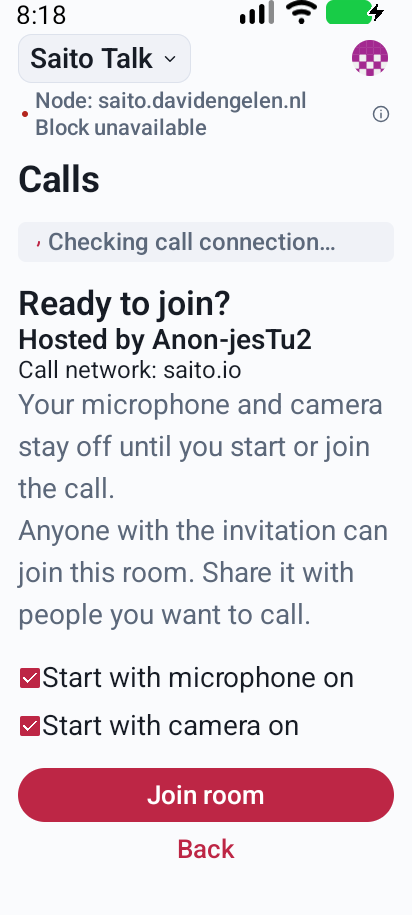 8:18
Saito Talk
Node: saito.davidengelen.nl
Block unavailable
Calls
Checking call connection...
Ready to join?
Hosted by Anon-jesTu2
Call network: saito.io
Your microphone and camera
stay off until you start or join
the call.
Anyone with the invitation can
join this room. Share it with
people you want to call.
Start with microphone on
Start with camera on
Join room
Back